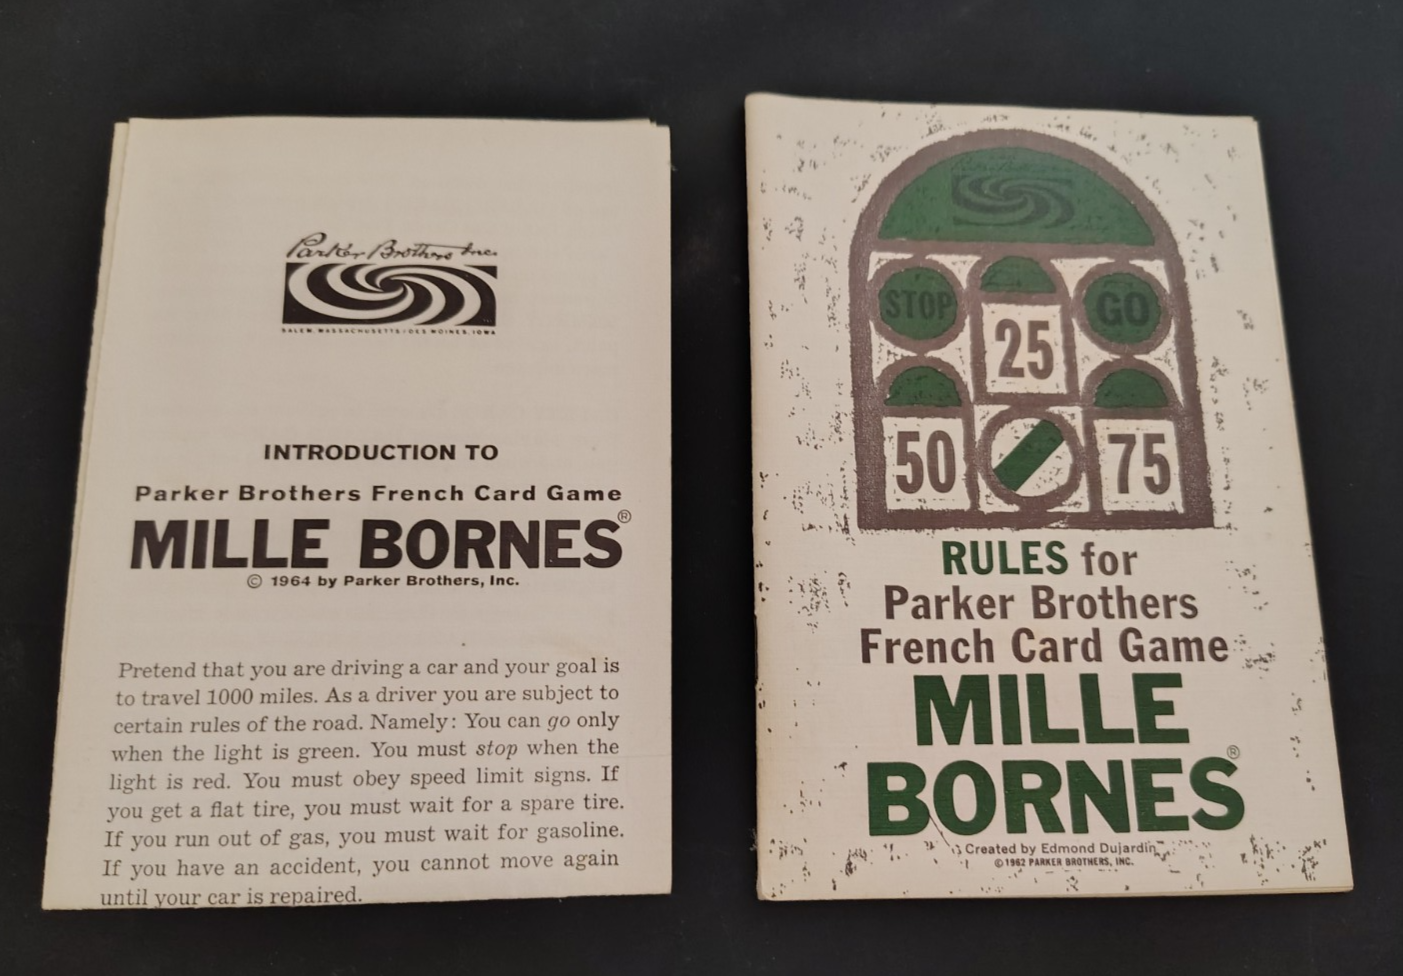 Parker Brothers Inc.
SALEM, MASSACHUSETTS / DES MOINES, IOWA
INTRODUCTION TO
Parker Brothers French Card Game
MILLE BORNES®
© 1964 by Parker Brothers, Inc.
Pretend that you are driving a car and your goal is
to travel 1000 miles. As a driver you are subject to
certain rules of the road. Namely: You can go only
when the light is green. You must stop when the
light is red. You must obey speed limit signs. If
you get a flat tire, you must wait for a spare tire.
If you run out of gas, you must wait for gasoline.
If you have an accident, you cannot move again
until your car is repaired.
Parker Brothers
STOP
25
GO
50
75
RULES for
Parker Brothers
French Card Game
MILLE
BORNES®
Created by Edmond Dujardin
© 1962 PARKER BROTHERS, INC.